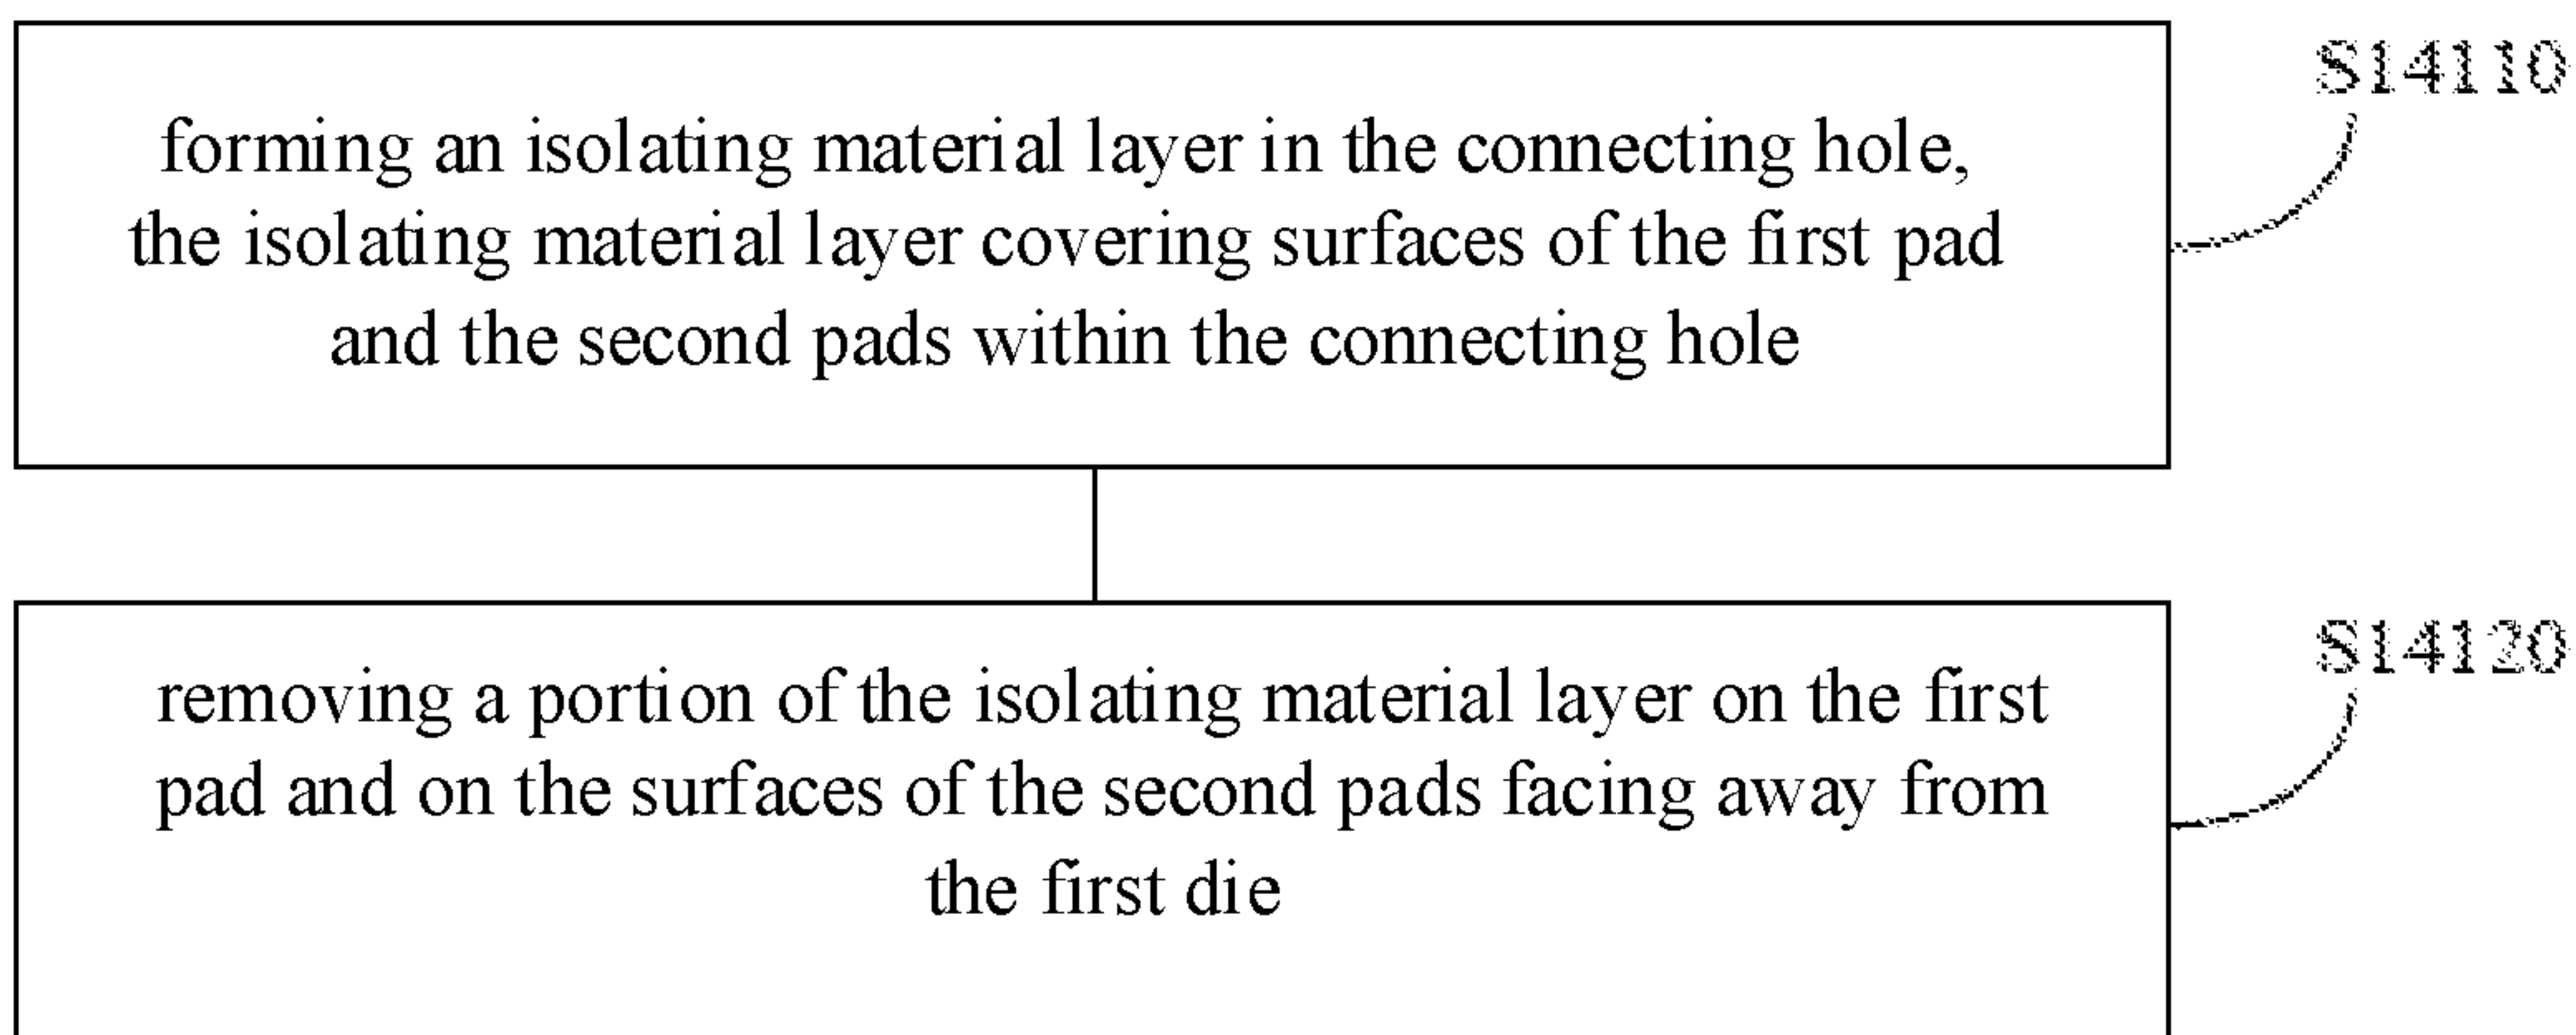 S14110
forming an isolating material layer in the connecting hole,
the isolating material layer covering surfaces of the first pad
and the second pads within the connecting hole
S14120
removing a portion of the isolating material layer on the first
pad and on the surfaces of the second pads facing away from
the first die